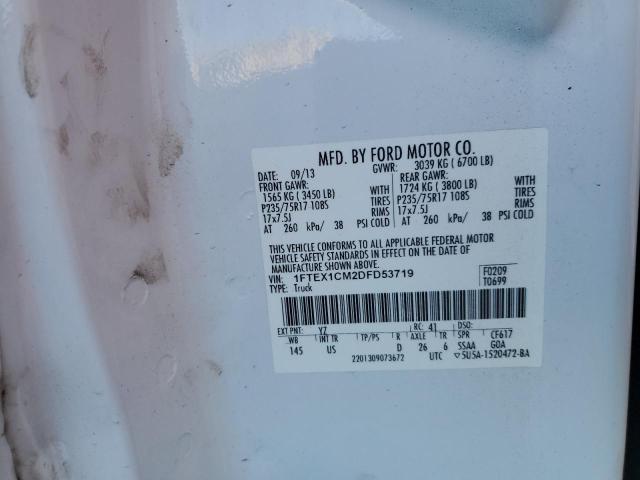 MFD. BY FORD MOTOR CO.
DATE: 09/13 GVWR: 3039 KG ( 6700 LB)
FRONT GAWR: REAR GAWR:
1565 KG ( 3450 LB) WITH 1724 KG ( 3800 LB) WITH
P235/75R17 108S TIRES P235/75R17 108S TIRES
17x7.5J RIMS 17x7.5J RIMS
AT 260 kPa/ 38 PSI COLD AT 260 kPa/ 38 PSI COLD
THIS VEHICLE CONFORMS TO ALL APPLICABLE FEDERAL MOTOR
VEHICLE SAFETY STANDARDS IN EFFECT ON THE DATE OF
MANUFACTURE SHOWN ABOVE.
VIN: 1FTEX1CM2DFD53719 F0209
TYPE: Truck T0699
EXT PNT: YZ RC: 41 DSO:
WB INT TR TP/PS R AXLE TR SPR CF617
145 US D 26 6 SSAA G0A
2201309073672 UTC ▽5U5A-1520472-BA